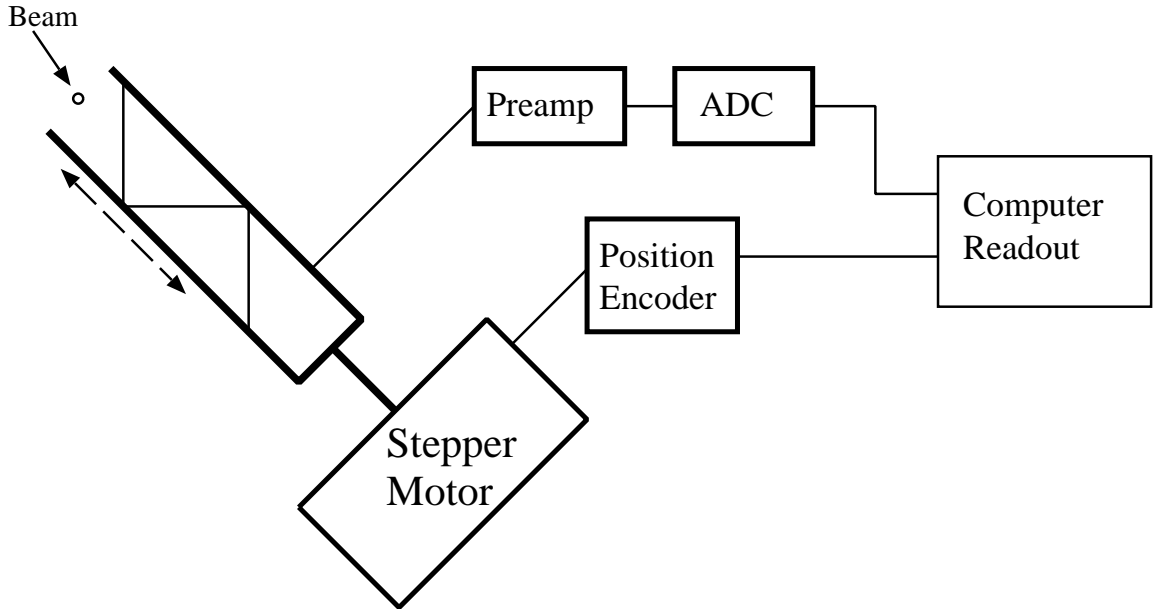 Beam
Preamp
ADC
Computer
Readout
Position
Encoder
Stepper
Motor